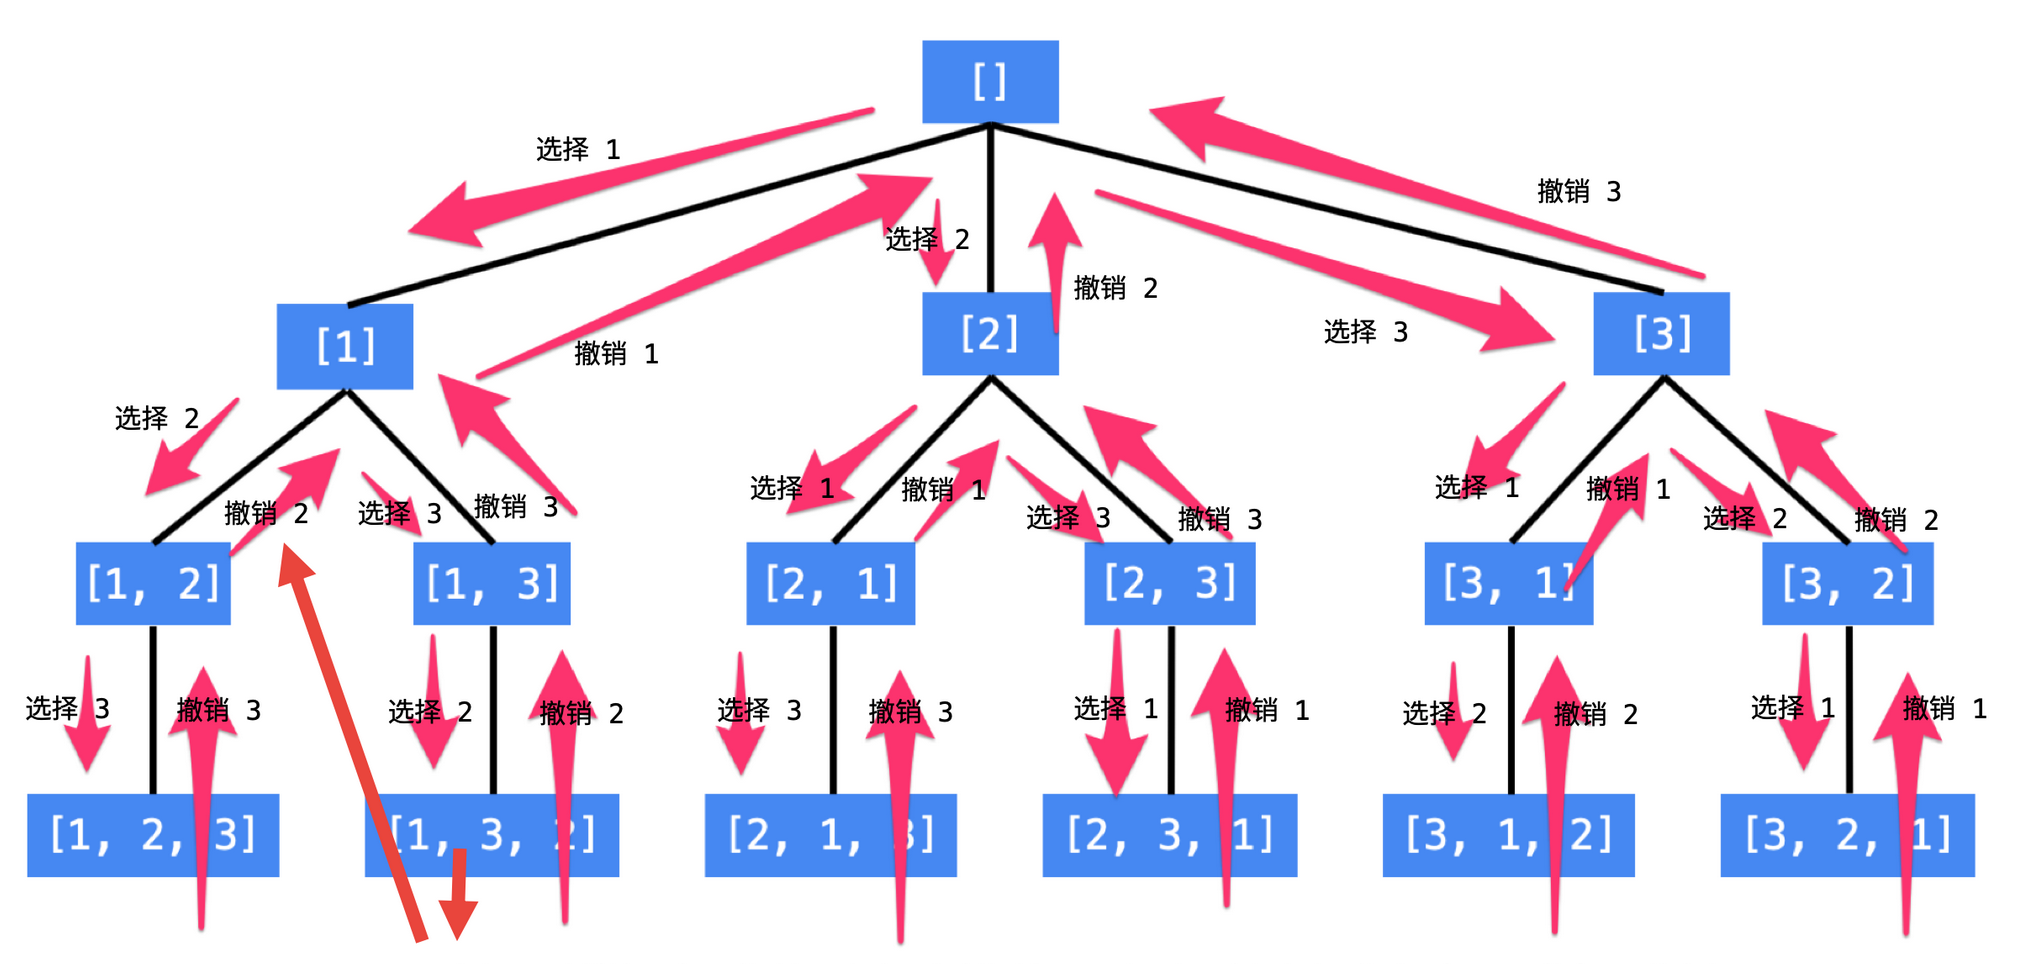 []
选择 1
撤销 3
选择 2
撤销 2
选择 3
撤销 1
[1]
[2]
[3]
选择 2
撤销 2
选择 3
撤销 3
选择 1
撤销 1
选择 3
撤销 3
选择 1
撤销 1
选择 2
撤销 2
[1, 2]
[1, 3]
[2, 1]
[2, 3]
[3, 1]
[3, 2]
选择 3
撤销 3
选择 2
撤销 2
选择 3
撤销 3
选择 1
撤销 1
选择 2
撤销 2
选择 1
撤销 1
[1, 2, 3]
[1, 3, 2]
[2, 1, 3]
[2, 3, 1]
[3, 1, 2]
[3, 2, 1]